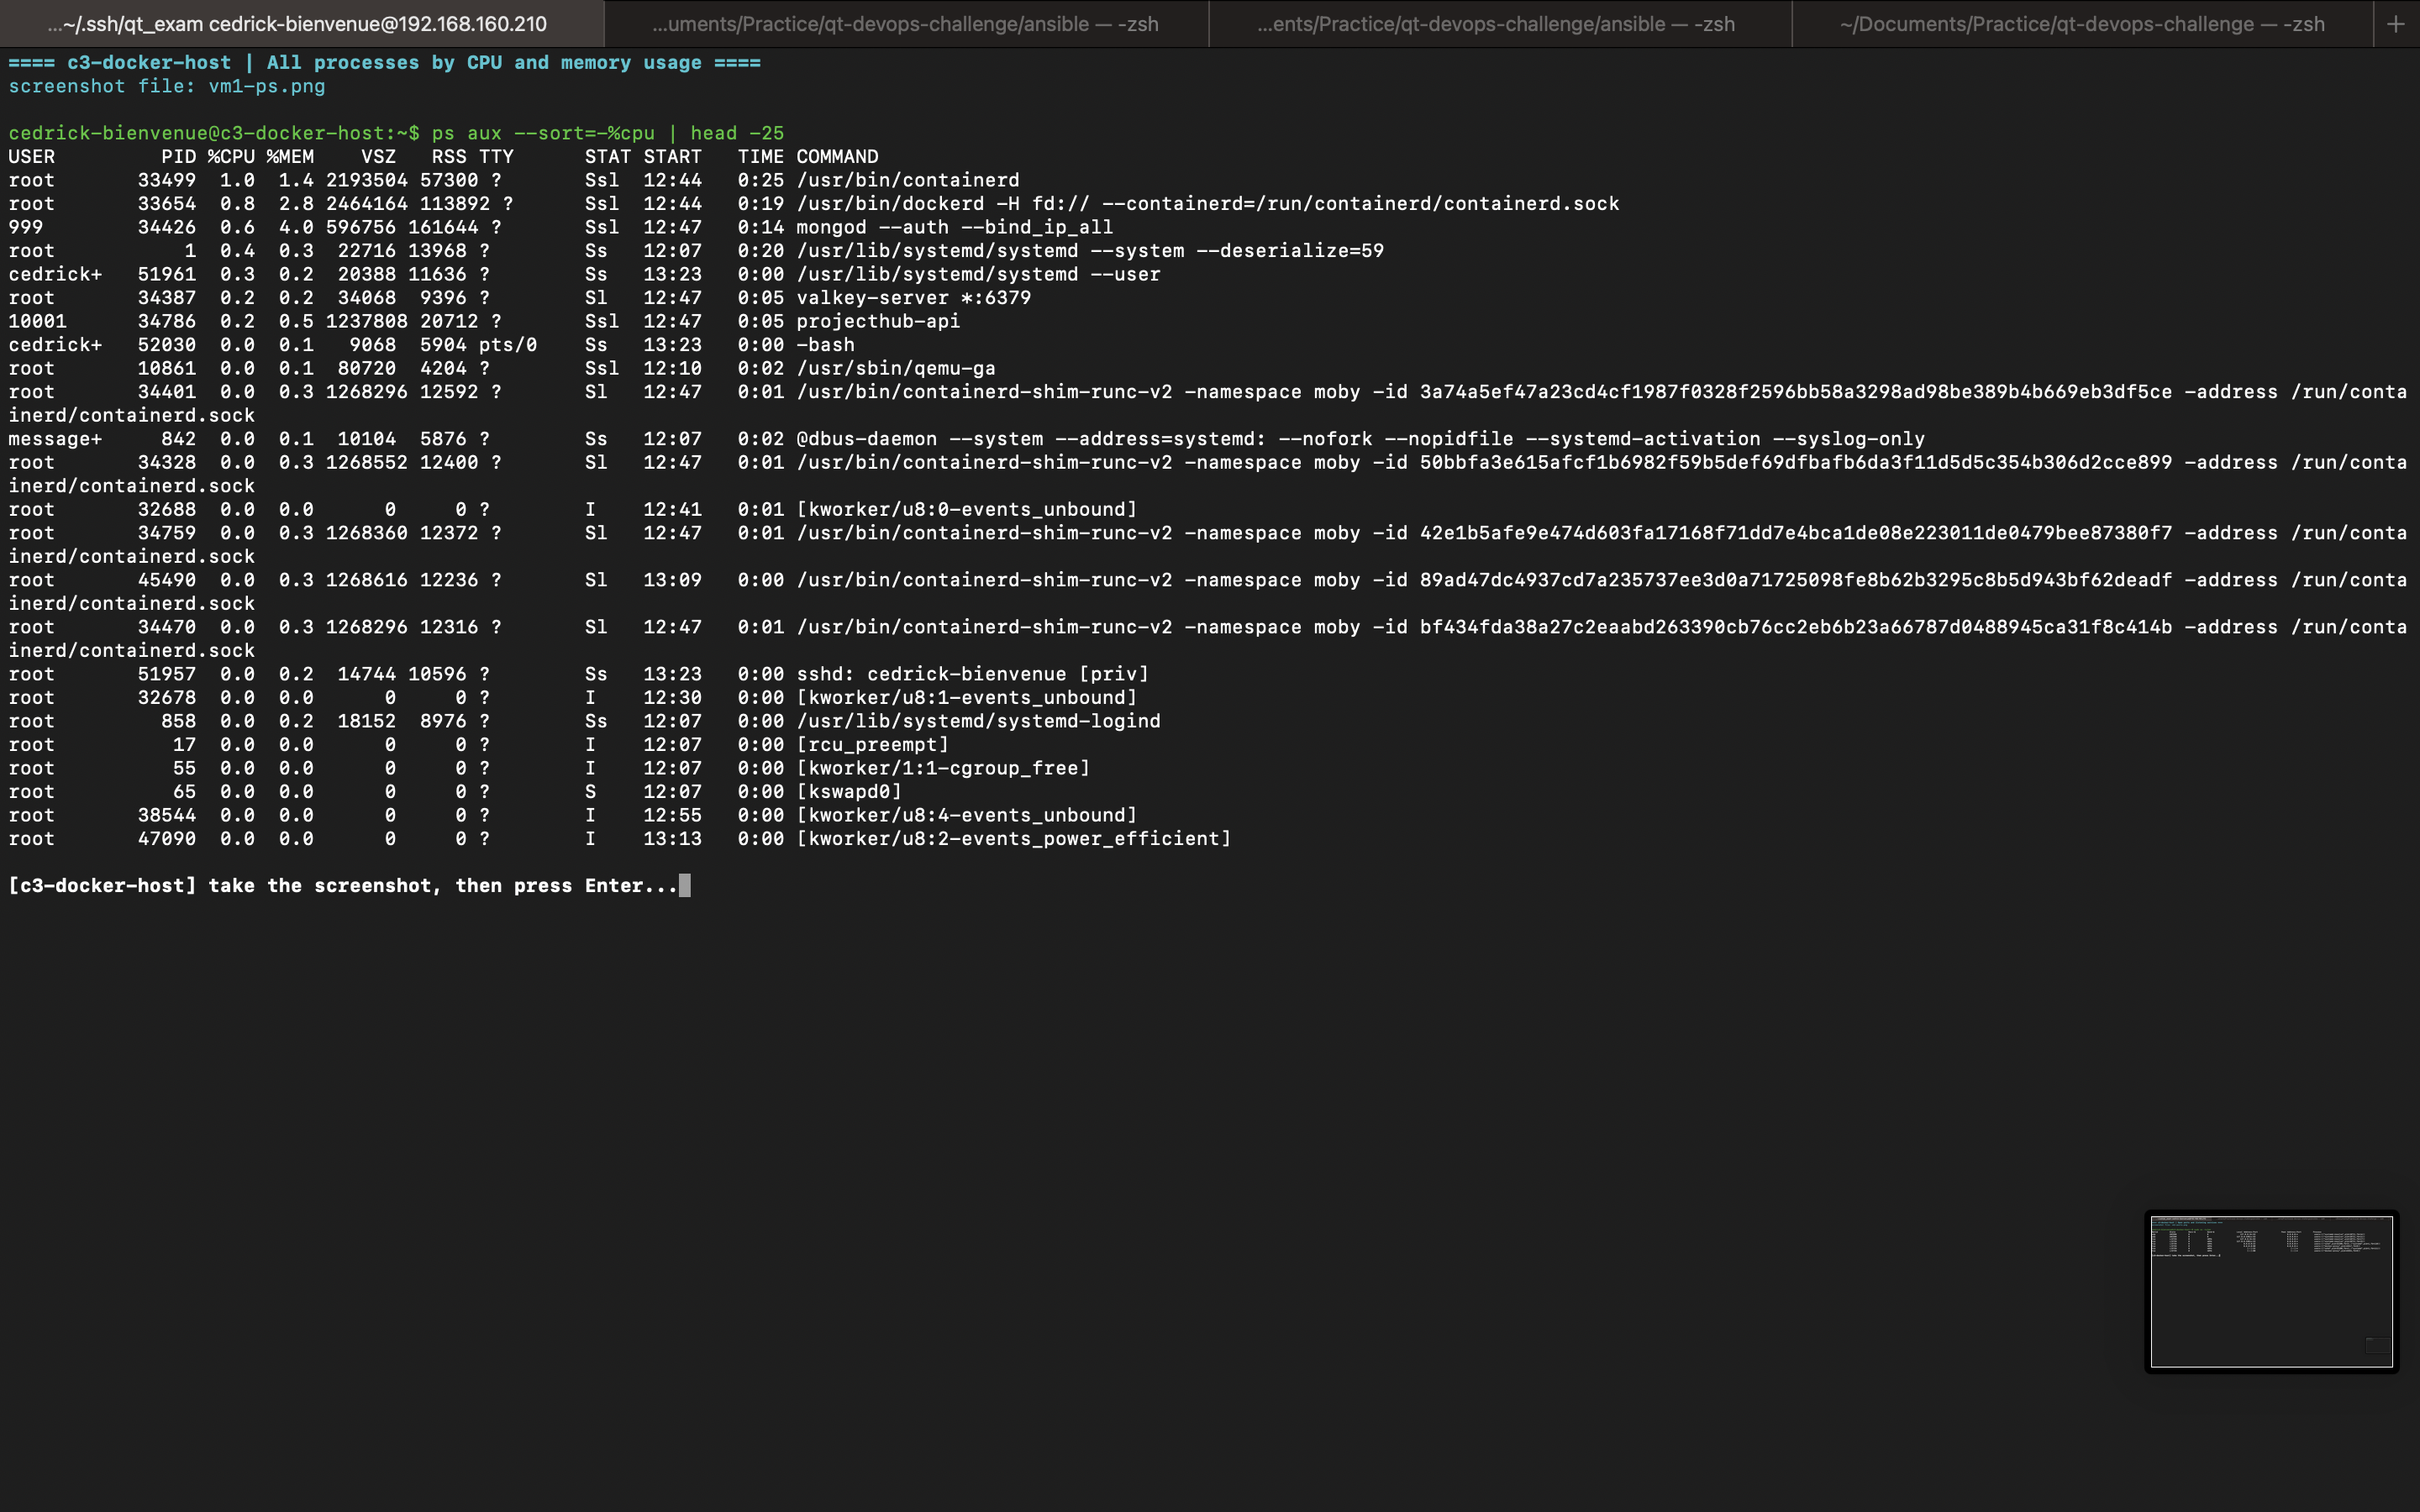 ...~/.ssh/qt_exam cedrick-bienvenue@192.168.160.210
...uments/Practice/qt-devops-challenge/ansible — -zsh
...ents/Practice/qt-devops-challenge/ansible — -zsh
~/Documents/Practice/qt-devops-challenge — -zsh
+
==== c3-docker-host | All processes by CPU and memory usage ====
screenshot file: vm1-ps.png
cedrick-bienvenue@c3-docker-host:~$ ps aux --sort=-%cpu | head -25
USER         PID %CPU %MEM    VSZ   RSS TTY      STAT START   TIME COMMAND
root       33499  1.0  1.4 2193504 57300 ?       Ssl  12:44   0:25 /usr/bin/containerd
root       33654  0.8  2.8 2464164 113892 ?      Ssl  12:44   0:19 /usr/bin/dockerd -H fd:// --containerd=/run/containerd/containerd.sock
999        34426  0.6  4.0 596756 161644 ?       Ssl  12:47   0:14 mongod --auth --bind_ip_all
root           1  0.4  0.3  22716 13968 ?        Ss   12:07   0:20 /usr/lib/systemd/systemd --system --deserialize=59
cedrick+   51961  0.3  0.2  20388 11636 ?        Ss   13:23   0:00 /usr/lib/systemd/systemd --user
root       34387  0.2  0.2  34068  9396 ?        Sl   12:47   0:05 valkey-server *:6379
10001      34786  0.2  0.5 1237808 20712 ?       Ssl  12:47   0:05 projecthub-api
cedrick+   52030  0.0  0.1   9068  5904 pts/0    Ss   13:23   0:00 -bash
root       10861  0.0  0.1  80720  4204 ?        Ssl  12:10   0:02 /usr/sbin/qemu-ga
root       34401  0.0  0.3 1268296 12592 ?       Sl   12:47   0:01 /usr/bin/containerd-shim-runc-v2 -namespace moby -id 3a74a5ef47a23cd4cf1987f0328f2596bb58a3298ad98be389b4b669eb3df5ce -address /run/conta
inerd/containerd.sock
message+     842  0.0  0.1  10104  5876 ?        Ss   12:07   0:02 @dbus-daemon --system --address=systemd: --nofork --nopidfile --systemd-activation --syslog-only
root       34328  0.0  0.3 1268552 12400 ?       Sl   12:47   0:01 /usr/bin/containerd-shim-runc-v2 -namespace moby -id 50bbfa3e615afcf1b6982f59b5def69dfbafb6da3f11d5d5c354b306d2cce899 -address /run/conta
inerd/containerd.sock
root       32688  0.0  0.0      0     0 ?        I    12:41   0:01 [kworker/u8:0-events_unbound]
root       34759  0.0  0.3 1268360 12372 ?       Sl   12:47   0:01 /usr/bin/containerd-shim-runc-v2 -namespace moby -id 42e1b5afe9e474d603fa17168f71dd7e4bca1de08e223011de0479bee87380f7 -address /run/conta
inerd/containerd.sock
root       45490  0.0  0.3 1268616 12236 ?       Sl   13:09   0:00 /usr/bin/containerd-shim-runc-v2 -namespace moby -id 89ad47dc4937cd7a235737ee3d0a71725098fe8b62b3295c8b5d943bf62deadf -address /run/conta
inerd/containerd.sock
root       34470  0.0  0.3 1268296 12316 ?       Sl   12:47   0:01 /usr/bin/containerd-shim-runc-v2 -namespace moby -id bf434fda38a27c2eaabd263390cb76cc2eb6b23a66787d0488945ca31f8c414b -address /run/conta
inerd/containerd.sock
root       51957  0.0  0.2  14744 10596 ?        Ss   13:23   0:00 sshd: cedrick-bienvenue [priv]
root       32678  0.0  0.0      0     0 ?        I    12:30   0:00 [kworker/u8:1-events_unbound]
root         858  0.0  0.2  18152  8976 ?        Ss   12:07   0:00 /usr/lib/systemd/systemd-logind
root          17  0.0  0.0      0     0 ?        I    12:07   0:00 [rcu_preempt]
root          55  0.0  0.0      0     0 ?        I    12:07   0:00 [kworker/1:1-cgroup_free]
root          65  0.0  0.0      0     0 ?        S    12:07   0:00 [kswapd0]
root       38544  0.0  0.0      0     0 ?        I    12:55   0:00 [kworker/u8:4-events_unbound]
root       47090  0.0  0.0      0     0 ?        I    13:13   0:00 [kworker/u8:2-events_power_efficient]
[c3-docker-host] take the screenshot, then press Enter...